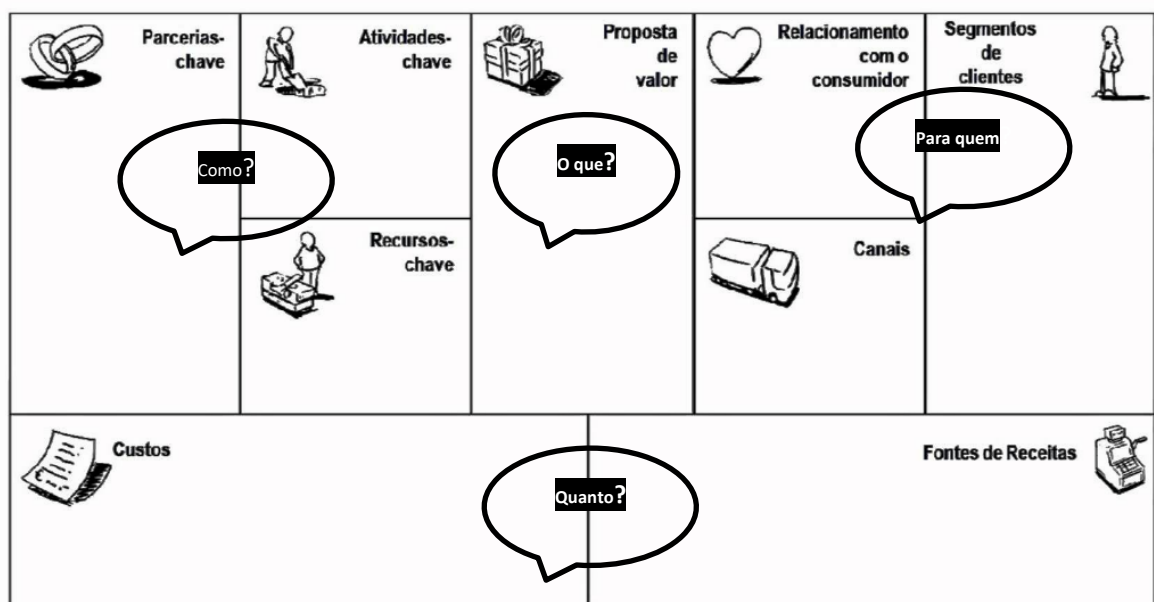 Parcerias-
chave
Atividades-
chave
Proposta
de
valor
Relacionamento
com o
consumidor
Segmentos
de
clientes
Como?
O que?
Para quem
Recursos-
chave
Canais
Custos
Fontes de Receitas
Quanto?